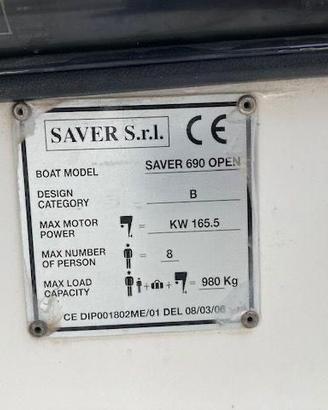 SAVER S.r.l. CE
BOAT MODEL SAVER 690 OPEN
DESIGN
CATEGORY B
MAX MOTOR
POWER = KW 165.5
MAX NUMBER
OF PERSON = 8
MAX LOAD
CAPACITY + + = 980 Kg
CE DIP001802ME/01 DEL 08/03/06